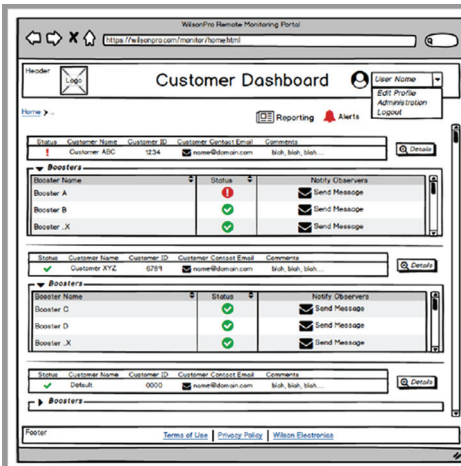 WilsonPro Remote Monitoring Portal
https://wilsonpro.com/monitor/home.html
Header
Logo
Customer Dashboard
User Name
Edit Profile
Administration
Logout
Home > ..
Reporting Alerts
Status Customer Name Customer ID Customer Contact Email Comments
! Customer ABC 1234 name@domain.com blah, blah, blah....
Details
Boosters
Booster Name Status Notify Observers
Booster A Send Message
Booster B Send Message
Booster .X Send Message
Status Customer Name Customer ID Customer Contact Email Comments
Customer XYZ 6789 name@domain.com blah, blah, blah....
Details
Boosters
Booster Name Status Notify Observers
Booster C Send Message
Booster D Send Message
Booster .X Send Message
Status Customer Name Customer ID Customer Contact Email Comments
Default 0000 name@domain.com blah, blah, blah....
Details
Boosters
Footer
Terms of Use | Privacy Policy | Wilson Electronics